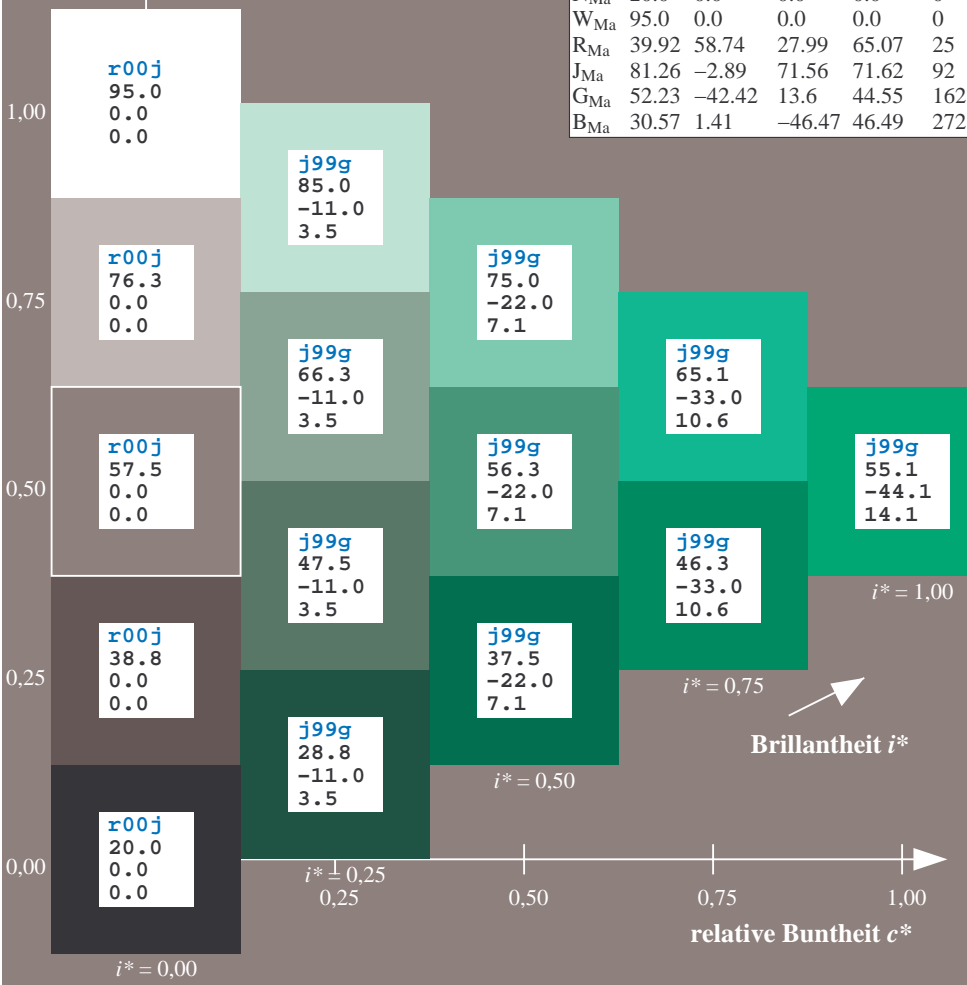 W_Ma 95.0 0.0 0.0 0.0 0
R_Ma 39.92 58.74 27.99 65.07 25
J_Ma 81.26 −2.89 71.56 71.62 92
G_Ma 52.23 −42.42 13.6 44.55 162
B_Ma 30.57 1.41 −46.47 46.49 272
r00j
95.0
0.0
0.0
1,00
j99g
85.0
−11.0
3.5
r00j
76.3
0.0
0.0
j99g
75.0
−22.0
7.1
0,75
j99g
66.3
−11.0
3.5
j99g
65.1
−33.0
10.6
r00j
57.5
0.0
0.0
j99g
56.3
−22.0
7.1
j99g
55.1
−44.1
14.1
0,50
j99g
47.5
−11.0
3.5
j99g
46.3
−33.0
10.6
i* = 1,00
r00j
38.8
0.0
0.0
j99g
37.5
−22.0
7.1
0,25
i* = 0,75
j99g
28.8
−11.0
3.5
Brillantheit i*
i* = 0,50
r00j
20.0
0.0
0.0
0,00
i* = 0,25
0,25 0,50 0,75 1,00
relative Buntheit c*
i* = 0,00